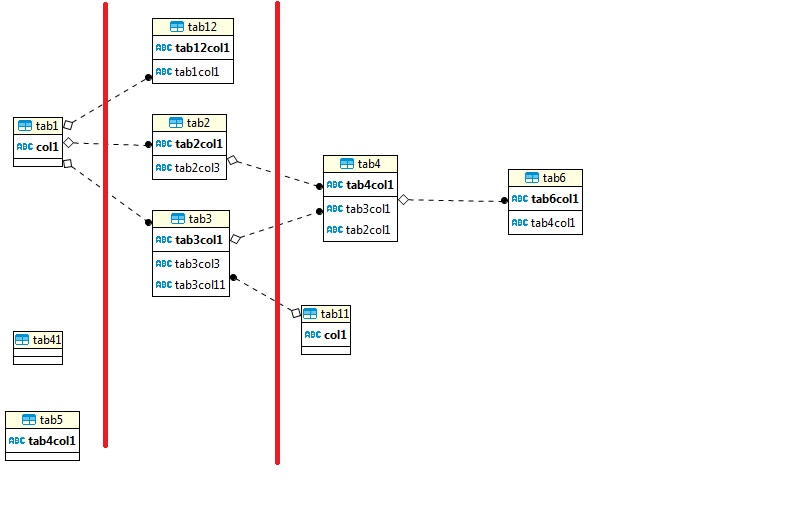 tab12
ABC tab12col1
ABC tab1col1
tab1
ABC col1
tab2
ABC tab2col1
ABC tab2col3
tab3
ABC tab3col1
ABC tab3col3
ABC tab3col11
tab4
ABC tab4col1
ABC tab3col1
ABC tab2col1
tab6
ABC tab6col1
ABC tab4col1
tab11
ABC col1
tab41
tab5
ABC tab4col1